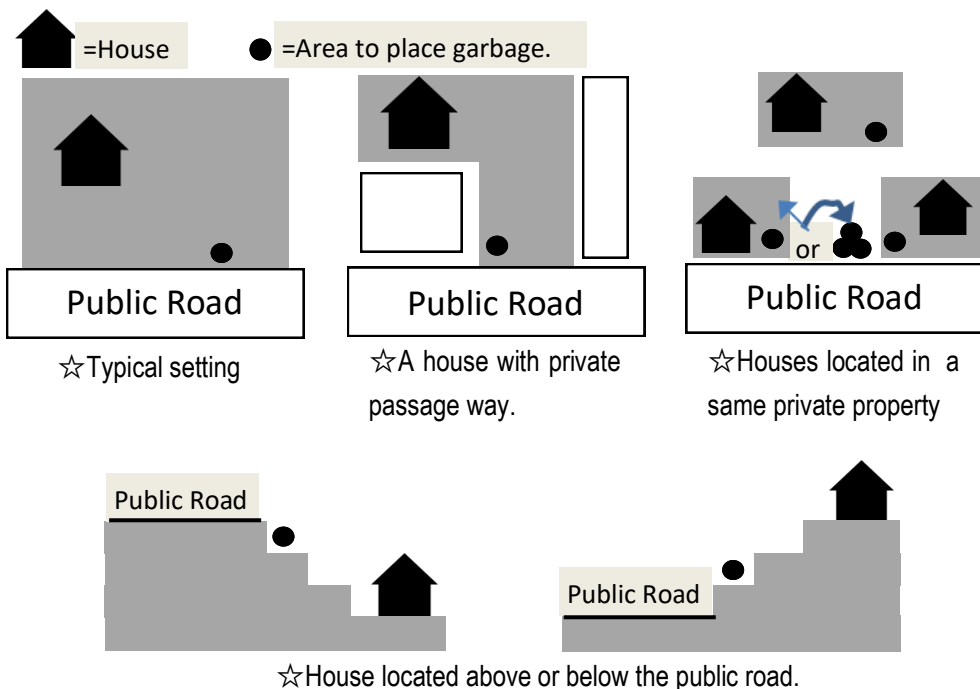 =House
=Area to place garbage.
or
Public Road
Public Road
Public Road
☆Typical setting
☆A house with private
passage way.
☆Houses located in a
same private property
Public Road
Public Road
☆House located above or below the public road.